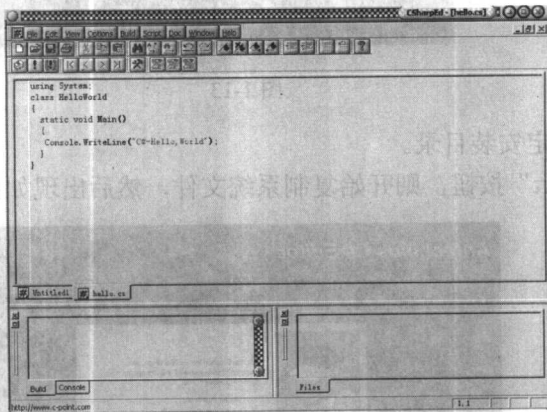 CSharpEd - [hello.cs]
File Edit View Options Build Script Doc Window Help
using System;
class HelloWorld
{
static void Main()
{
Console.WriteLine("C#-Hello,World");
}
}
Untitled1 hello.cs
Build Console
Files
http://www.c-point.com
1, 1